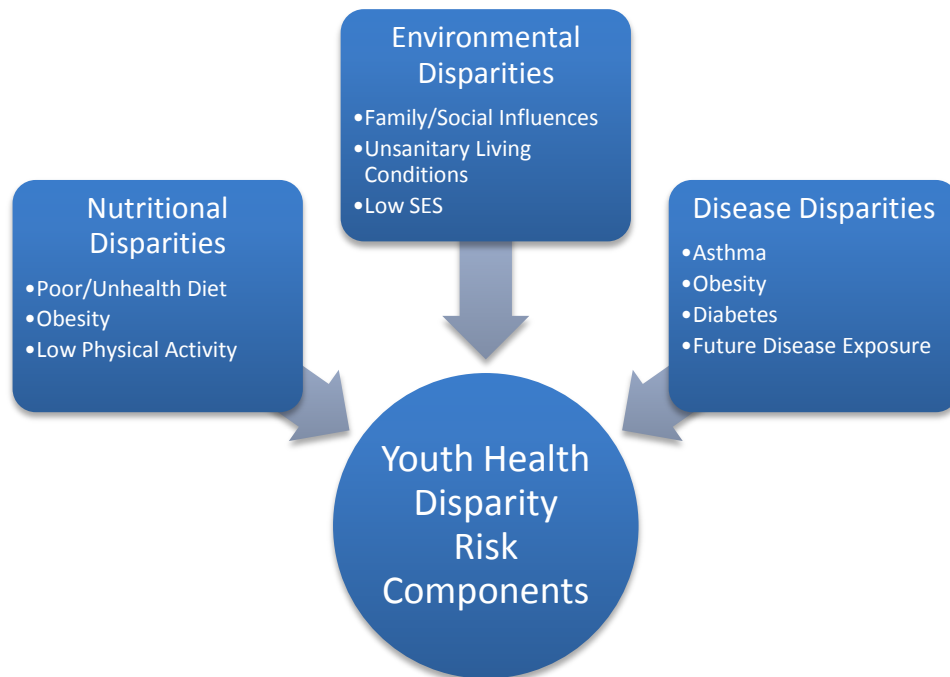 Environmental
Disparities
•Family/Social Influences
•Unsanitary Living
Conditions
•Low SES
Nutritional
Disparities
•Poor/Unhealth Diet
•Obesity
•Low Physical Activity
Disease Disparities
•Asthma
•Obesity
•Diabetes
•Future Disease Exposure
Youth Health
Disparity
Risk
Components